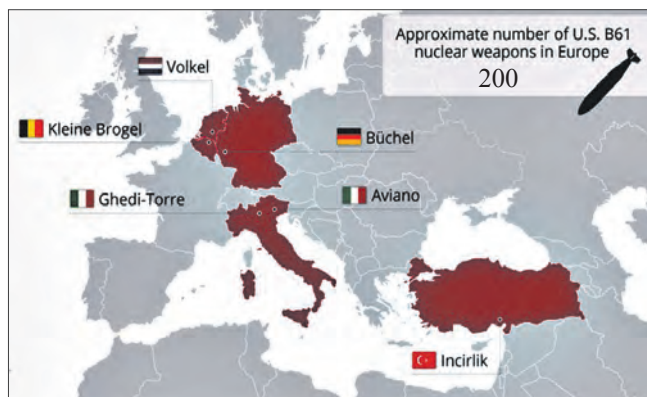 Approximate number of U.S. B61
nuclear weapons in Europe
200
Volkel
Kleine Brogel
Büchel
Ghedi-Torre
Aviano
Incirlik